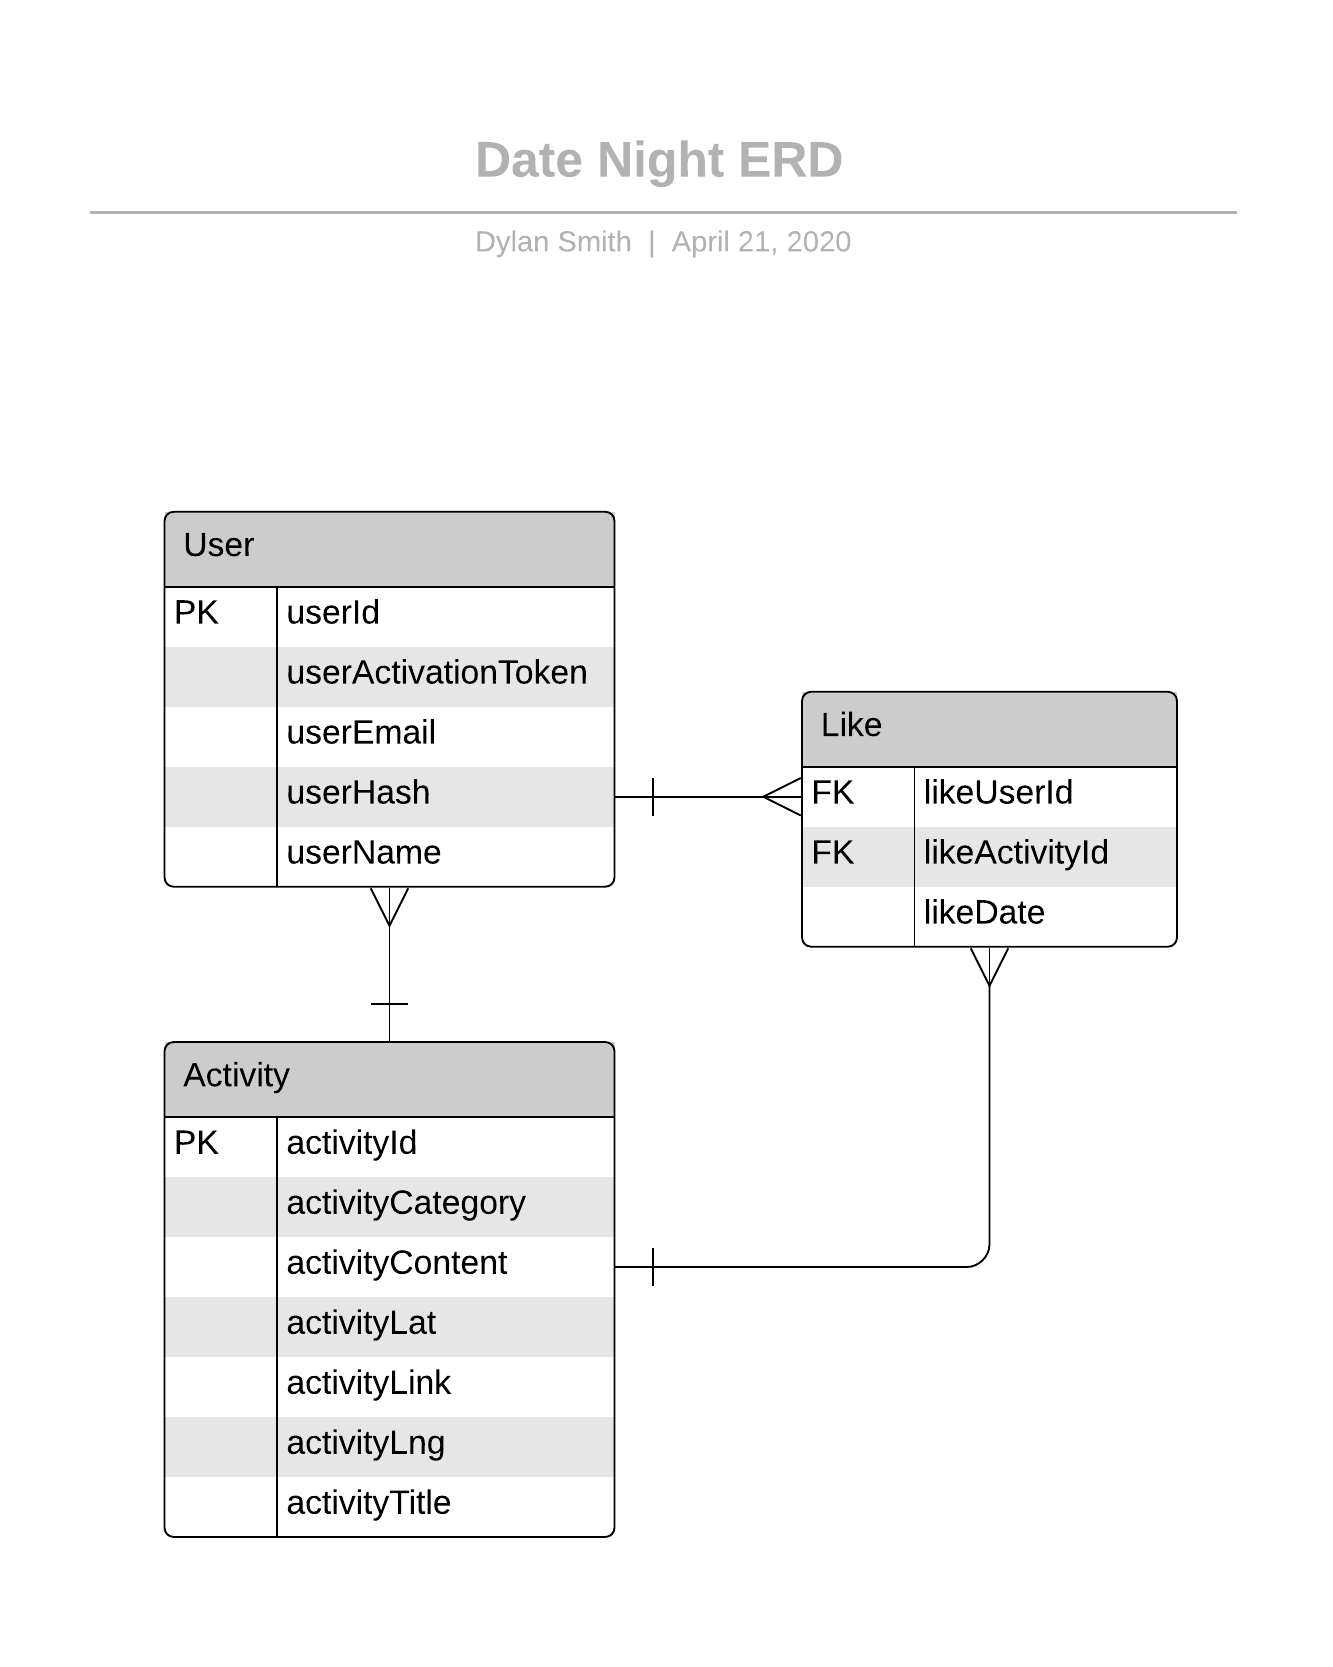 Date Night ERD
Dylan Smith | April 21, 2020
User
PK userId
userActivationToken
userEmail
userHash
userName
Like
FK likeUserId
FK likeActivityId
likeDate
Activity
PK activityId
activityCategory
activityContent
activityLat
activityLink
activityLng
activityTitle